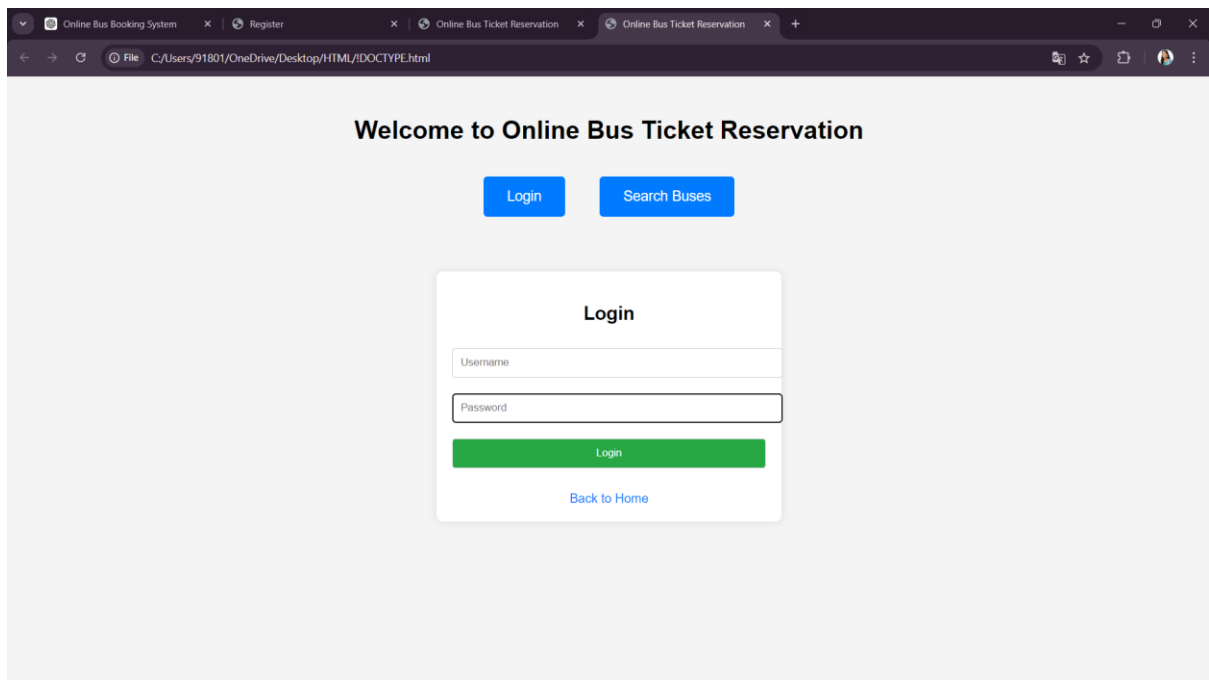 Online Bus Booking System Register Online Bus Ticket Reservation Online Bus Ticket Reservation
File C:/Users/91801/OneDrive/Desktop/HTML/!DOCTYPE.html
Welcome to Online Bus Ticket Reservation
Login Search Buses
Login
Username
Password
Login
Back to Home